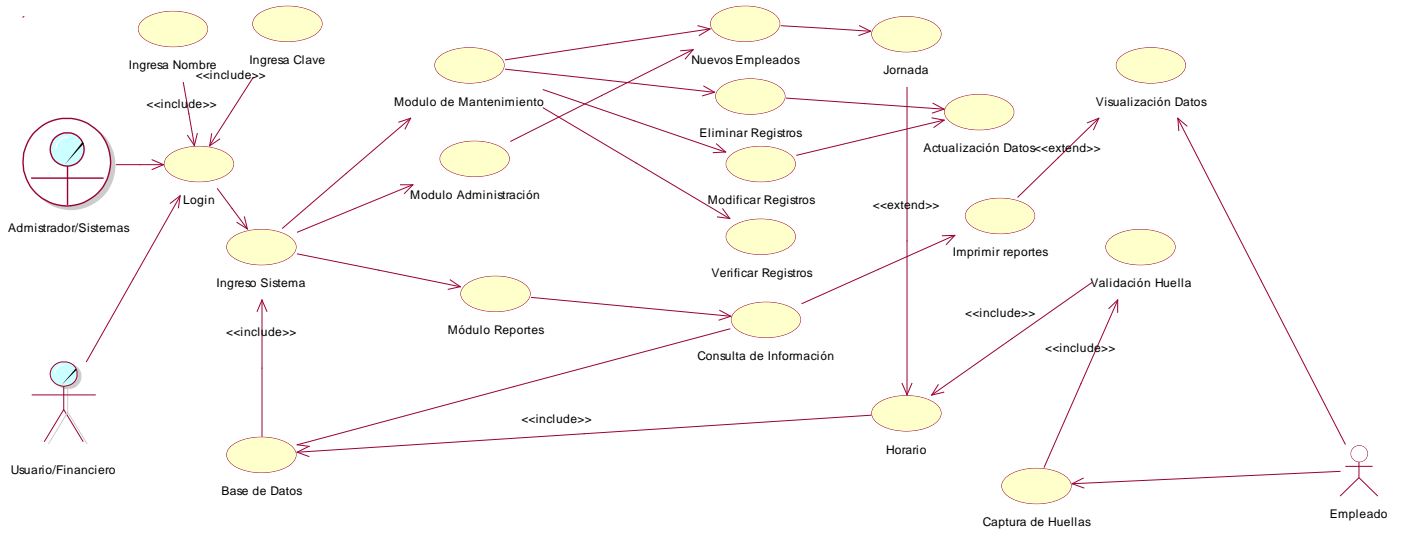 Ingresa Nombre
Ingresa Clave
<<include>>
<<include>>
Login
Admistrador/Sistemas
Usuario/Financiero
Ingreso Sistema
<<include>>
Base de Datos
Modulo de Mantenimiento
Modulo Administración
Módulo Reportes
Nuevos Empleados
Eliminar Registros
Modificar Registros
Verificar Registros
Consulta de Información
<<include>>
Jornada
<<extend>>
Horario
Actualización Datos
<<extend>>
Visualización Datos
Imprimir reportes
Validación Huella
<<include>>
<<include>>
Captura de Huellas
Empleado